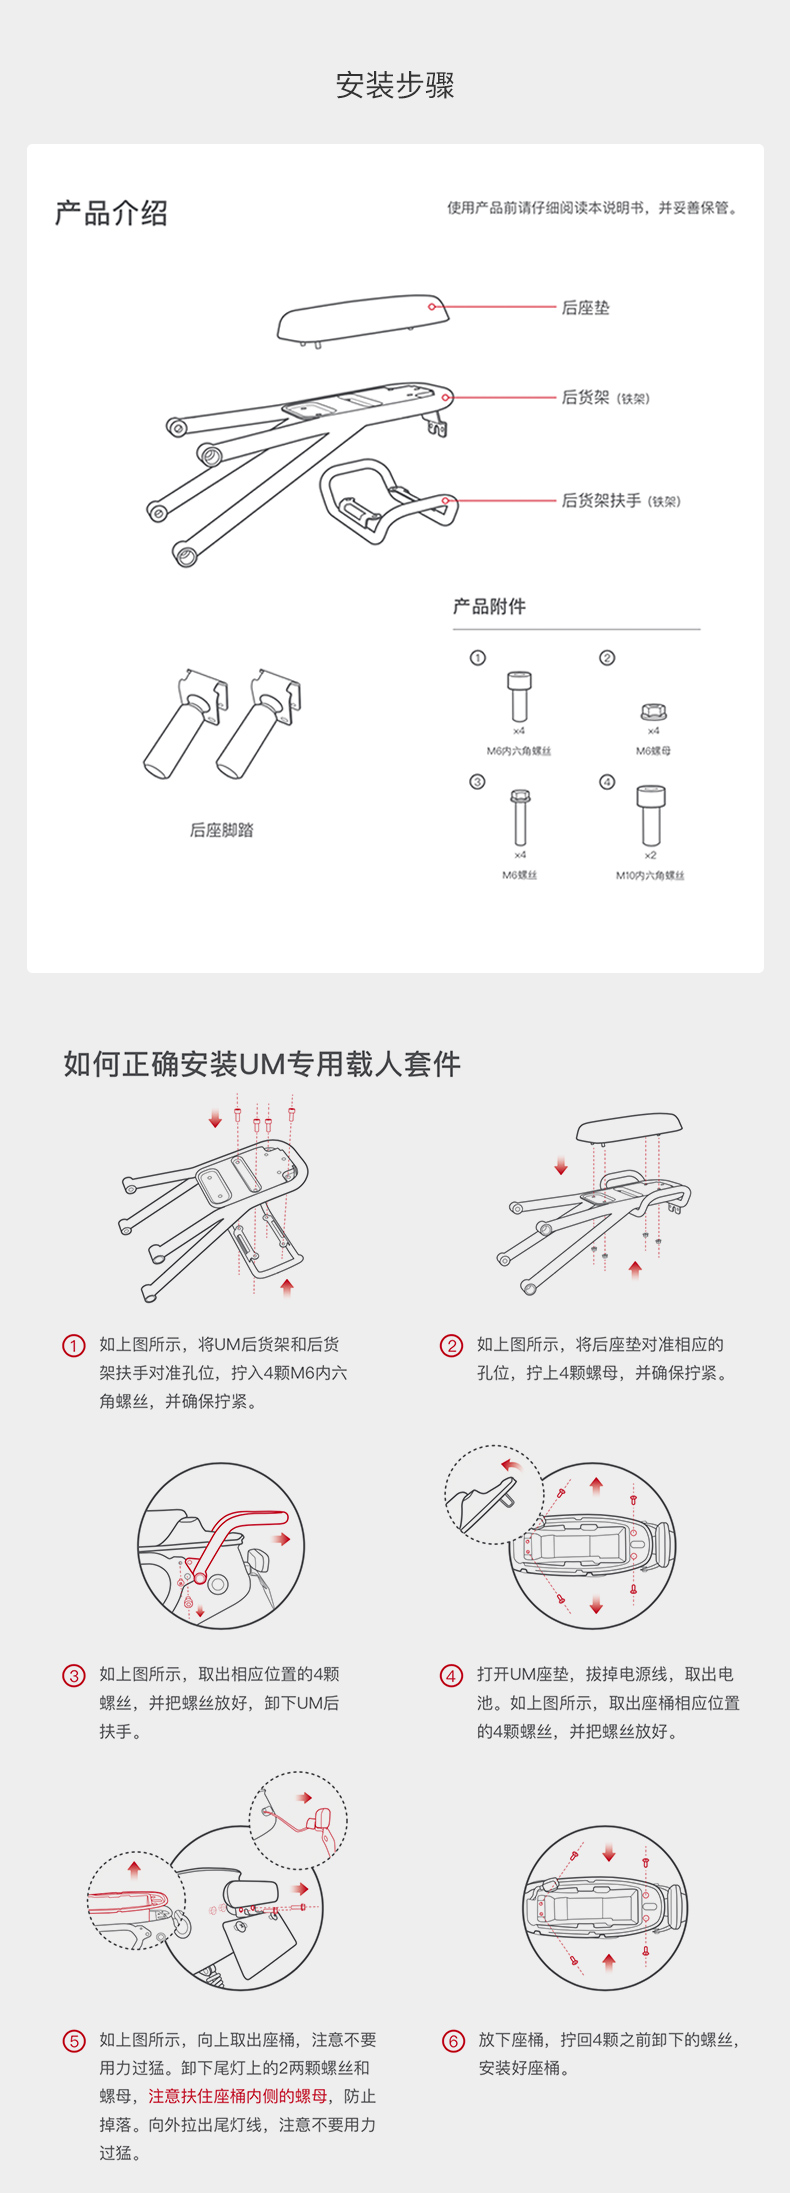 安装步骤
产品介绍
使用产品前请仔细阅读本说明书，并妥善保管。
后座垫
后货架（铁架）
后货架扶手（铁架）
产品附件
1
2
x4
x4
M6内六角螺丝
M6螺母
3
4
x4
x2
M6螺丝
M10内六角螺丝
后座脚踏
如何正确安装UM专用载人套件
1
如上图所示，将UM后货架和后货
架扶手对准孔位，拧入4颗M6内六
角螺丝，并确保拧紧。
2
如上图所示，将后座垫对准相应的
孔位，拧上4颗螺母，并确保拧紧。
3
如上图所示，取出相应位置的4颗
螺丝，并把螺丝放好，卸下UM后
扶手。
4
打开UM座垫，拔掉电源线，取出电
池。如上图所示，取出座桶相应位置
的4颗螺丝，并把螺丝放好。
5
如上图所示，向上取出座桶，注意不要
用力过猛。卸下尾灯上的2两颗螺丝和
螺母，注意扶住座桶内侧的螺母，防止
掉落。向外拉出尾灯线，注意不要用力
过猛。
6
放下座桶，拧回4颗之前卸下的螺丝，
安装好座桶。